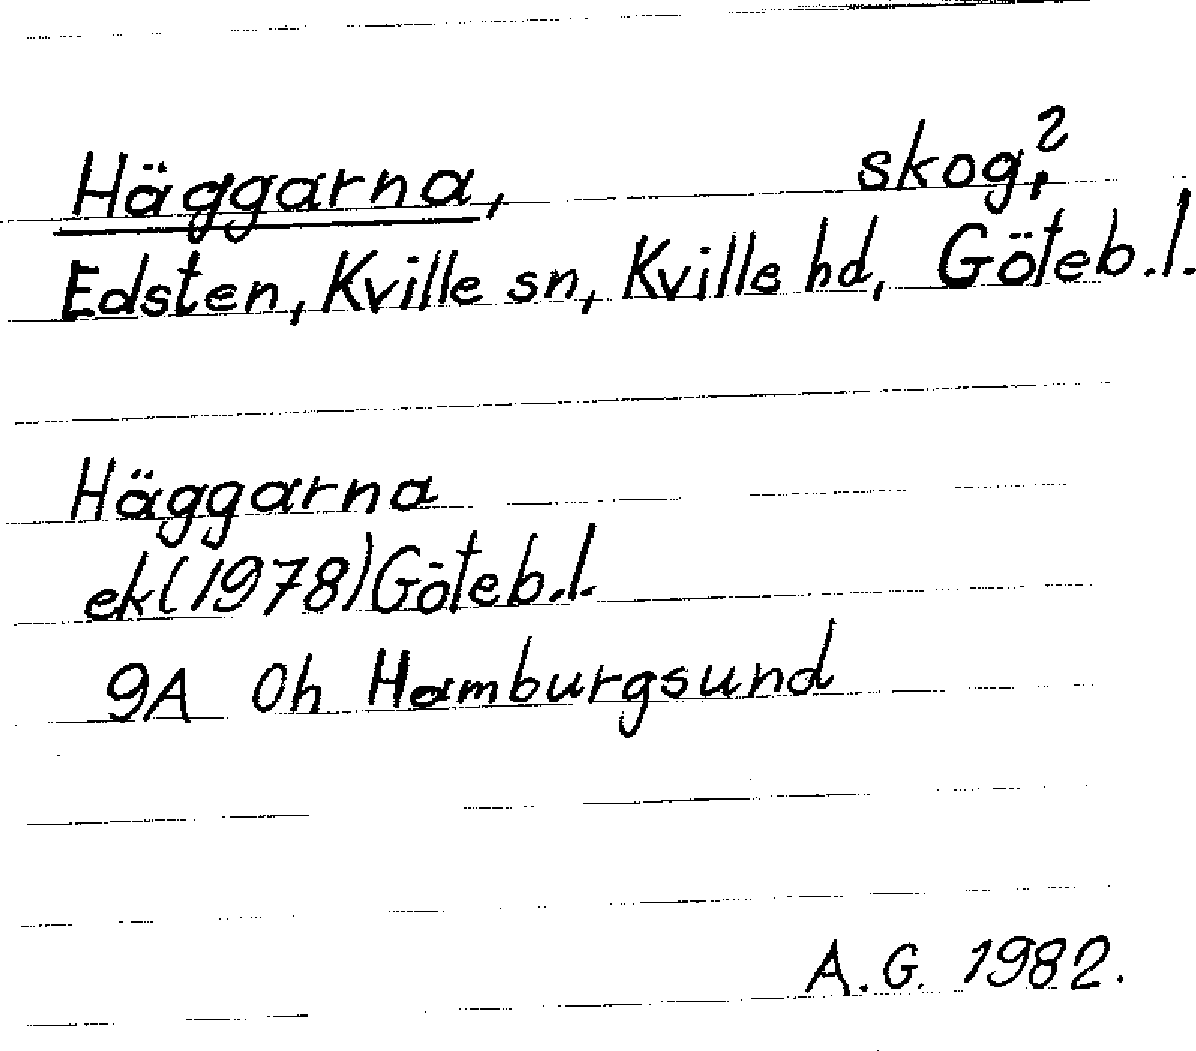 Häggarna, skog,?
Edsten, Kville sn, Kville hd, Göteb.l.
Häggarna
ek(1978)Göteb.l.
9A 0h Hamburgsund
A.G. 1982.